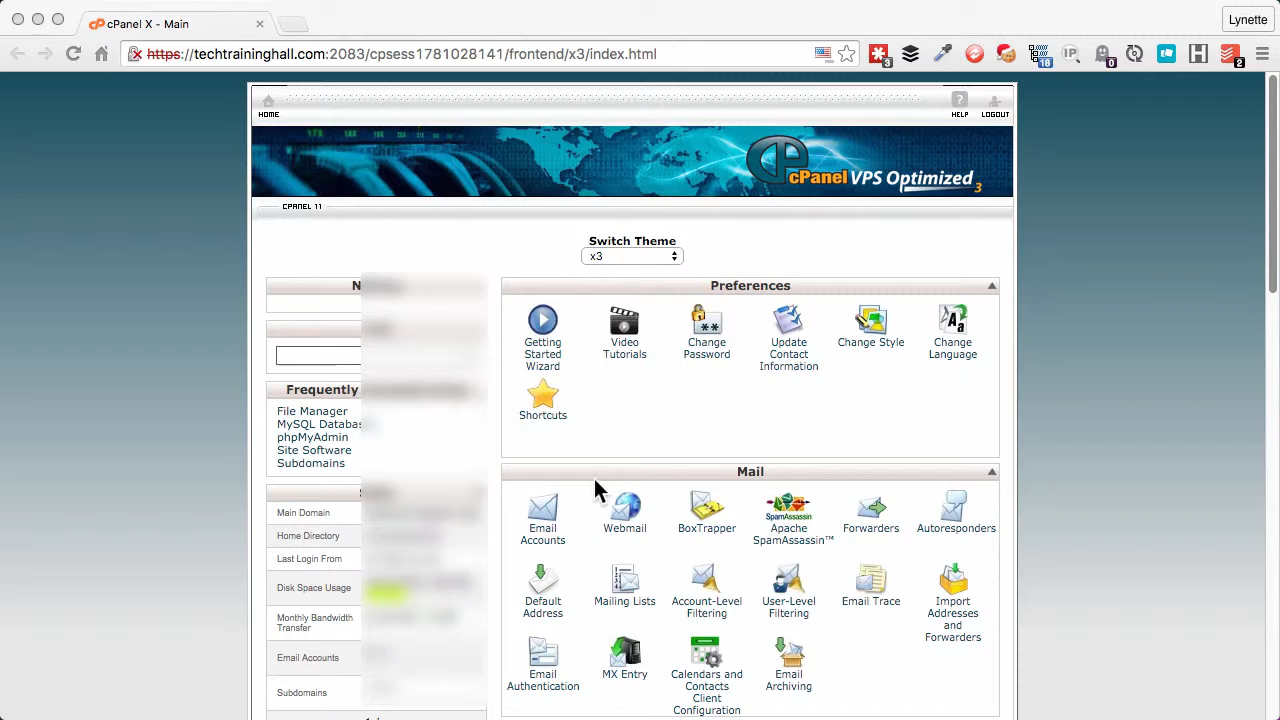 cPanel X - Main
Lynette
https://techtraininghall.com:2083/cpsess1781028141/frontend/x3/index.html
3
18
IP
0
2
HOME
HELP
LOGOUT
cPanel VPS Optimized 3
CPANEL 11
Switch Theme
x3
Preferences
Getting Started Wizard
Video Tutorials
Change Password
Update Contact Information
Change Style
Change Language
Shortcuts
Frequently
File Manager
MySQL Databas
phpMyAdmin
Site Software
Subdomains
Main Domain
Home Directory
Last Login From
Disk Space Usage
Monthly Bandwidth Transfer
Email Accounts
Subdomains
Mail
Email Accounts
Webmail
BoxTrapper
Apache SpamAssassin™
Forwarders
Autoresponders
Default Address
Mailing Lists
Account-Level Filtering
User-Level Filtering
Email Trace
Import Addresses and Forwarders
Email Authentication
MX Entry
Calendars and Contacts Client Configuration
Email Archiving